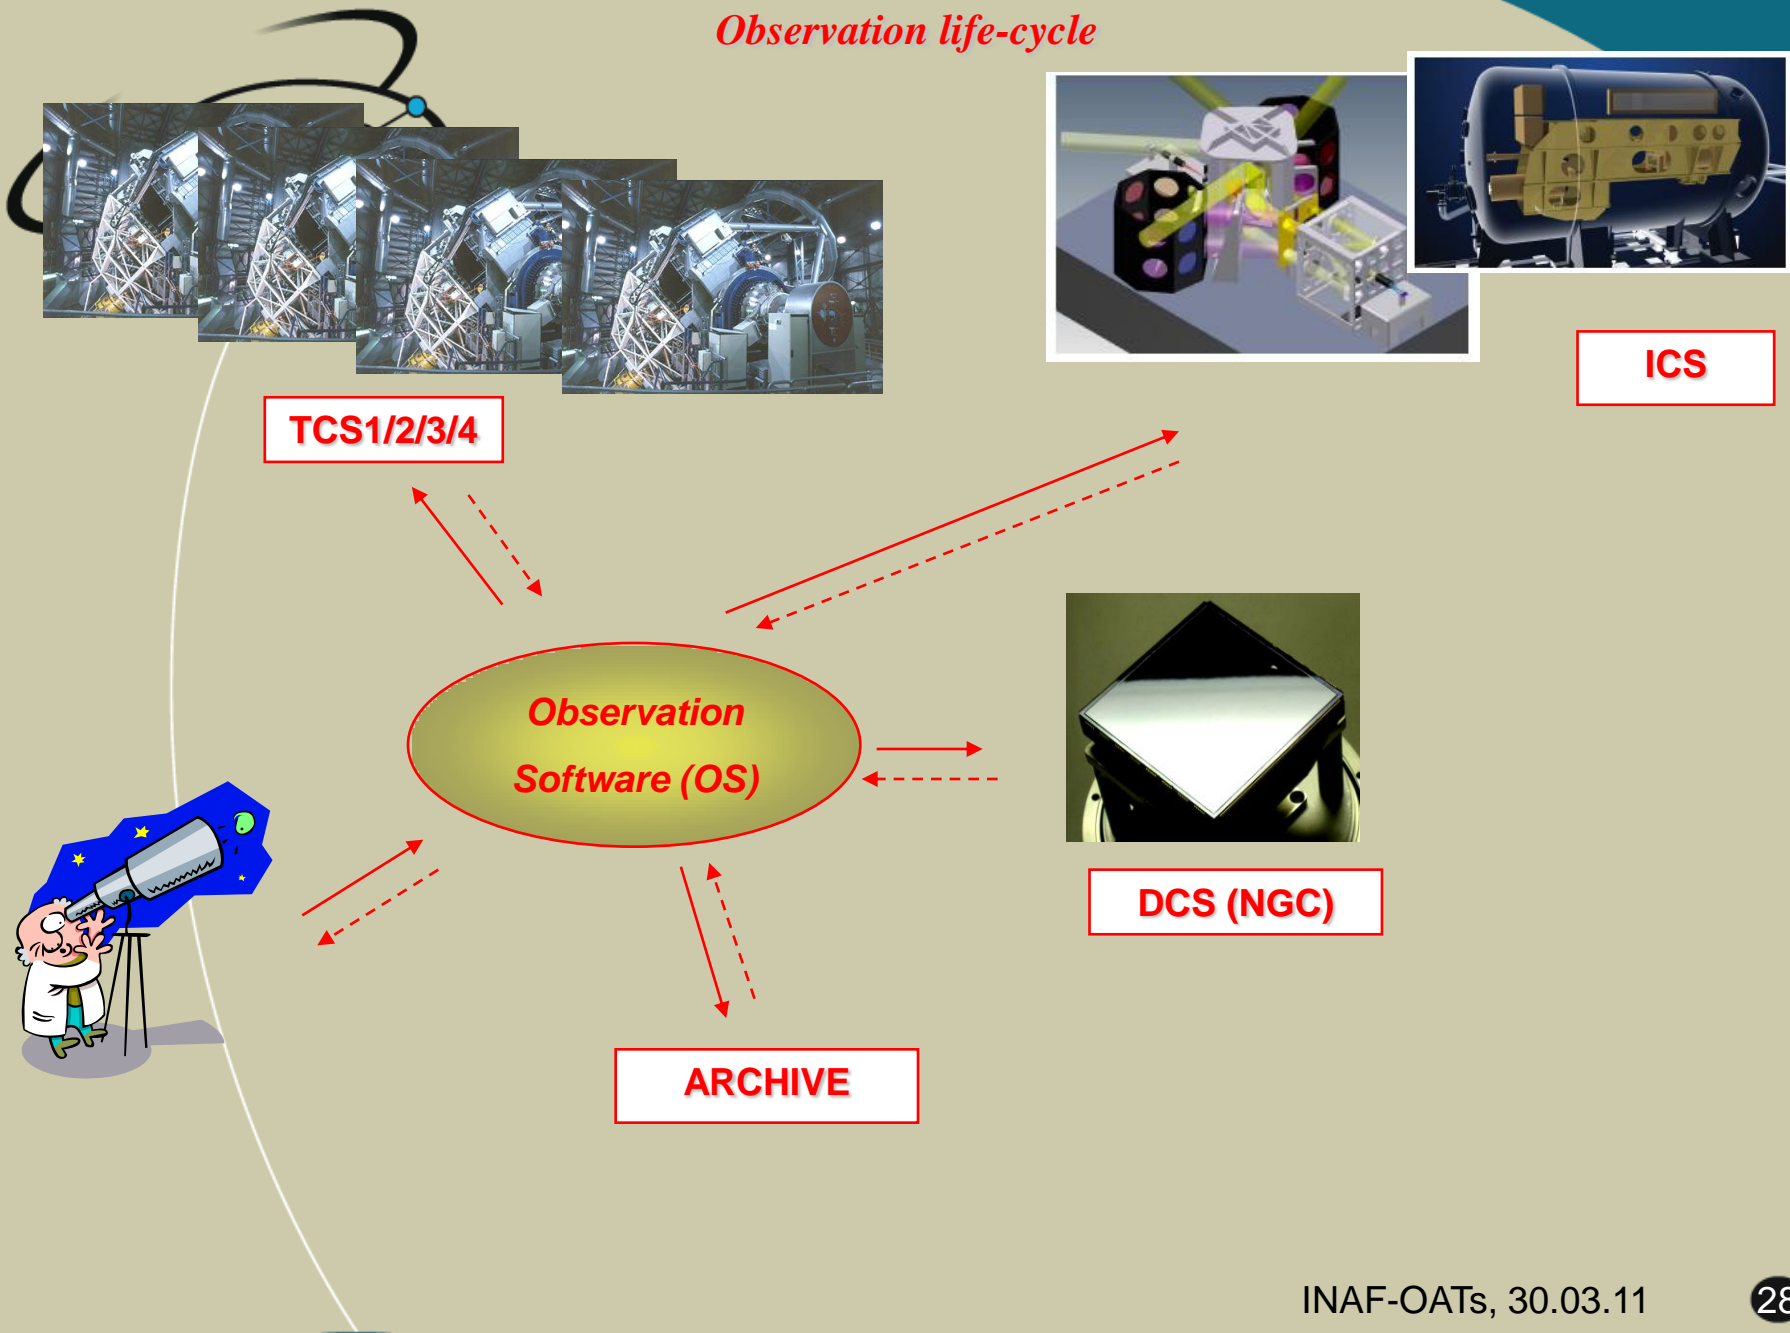 Observation life-cycle
ICS
TCS1/2/3/4
Observation
Software (OS)
DCS (NGC)
ARCHIVE
INAF-OATs, 30.03.11
28